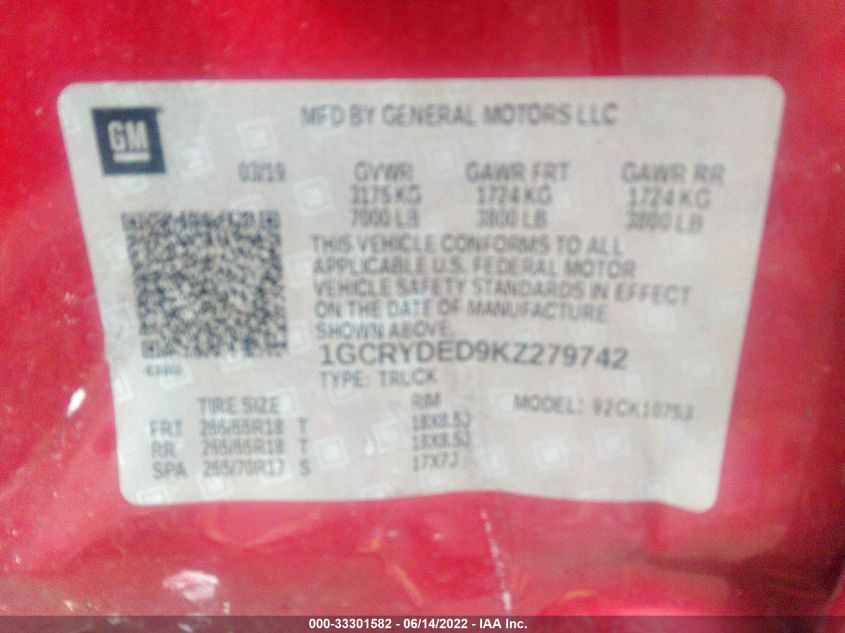 GM
MFD BY GENERAL MOTORS LLC
03/19 GVWR GAWR FRT GAWR RR
3175 KG 1724 KG 1724 KG
7000 LB 3800 LB 3800 LB
THIS VEHICLE CONFORMS TO ALL
APPLICABLE U.S. FEDERAL MOTOR
VEHICLE SAFETY STANDARDS IN EFFECT
ON THE DATE OF MANUFACTURE
SHOWN ABOVE.
1GCRYDED9KZ279742
TYPE: TRUCK
TIRE SIZE RIM MODEL:
FRT 265/65R18 T 18X8.5J
RR 265/65R18 T 18X8.5J
SPA 265/70R17 S 17X7J
000-33301582 - 06/14/2022 - IAA Inc.